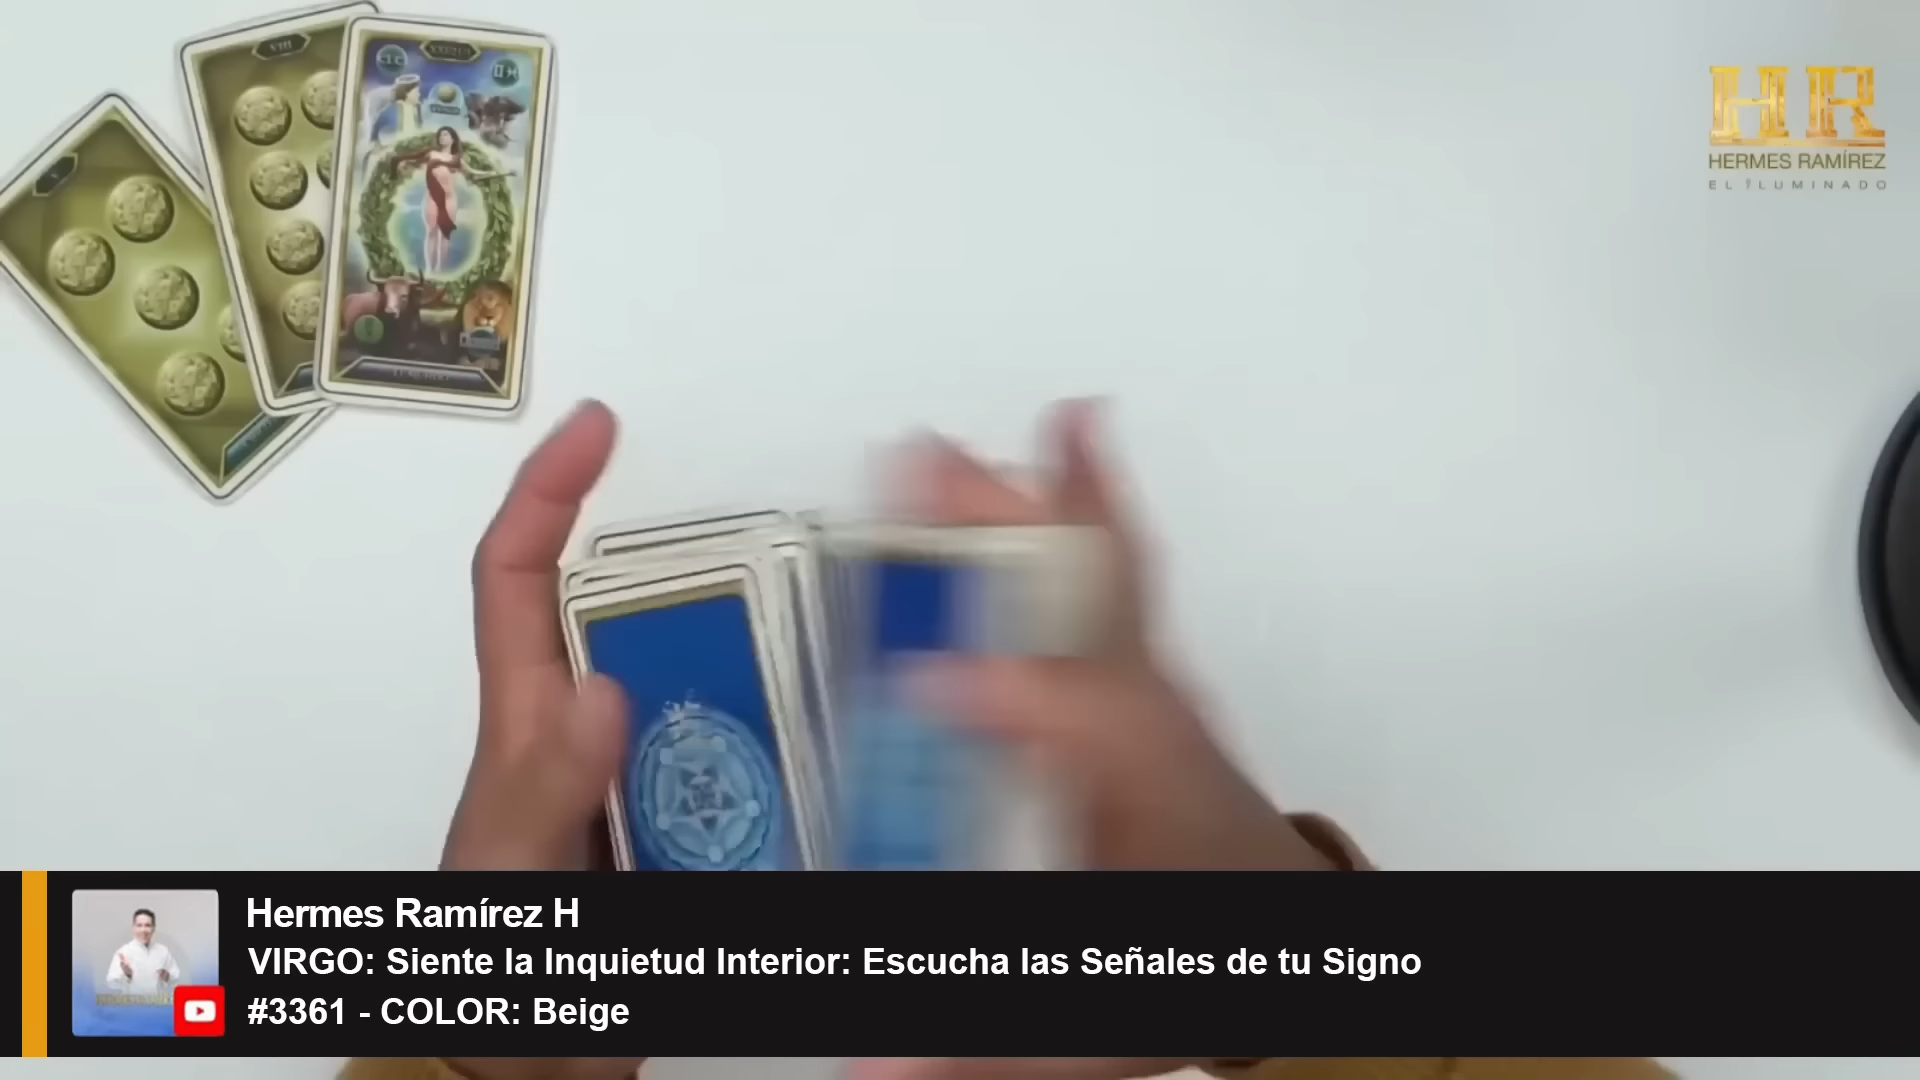 VIII
HR
HERMES RAMÍREZ
EL ILUMINADO
Hermes Ramírez H
VIRGO: Siente la Inquietud Interior: Escucha las Señales de tu Signo
#3361 - COLOR: Beige